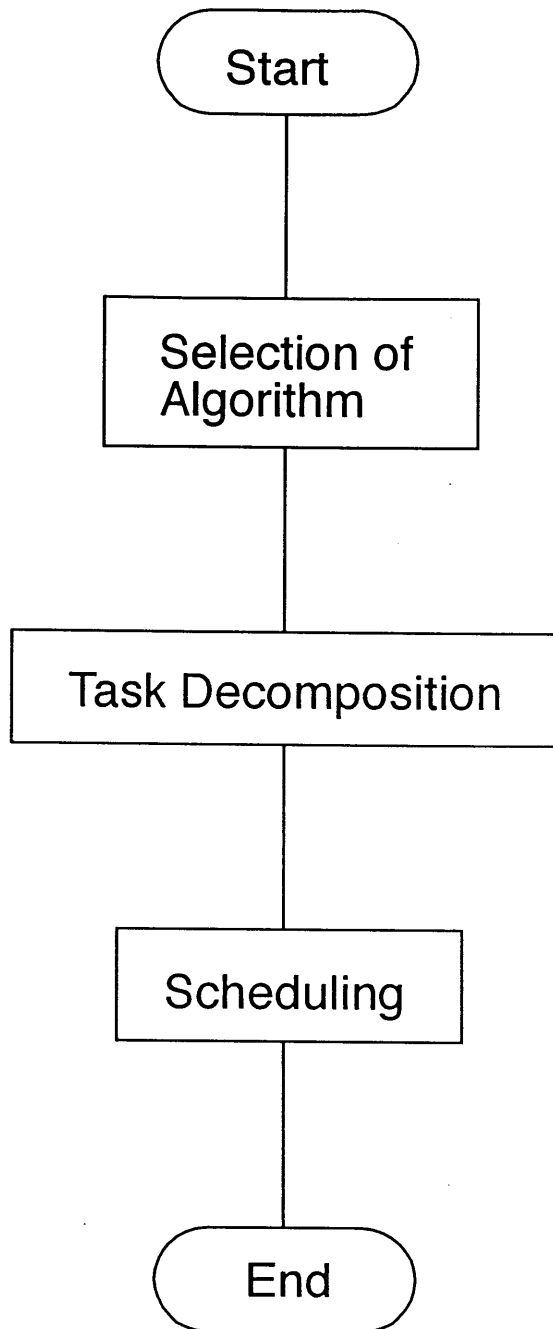 Start
Selection of
Algorithm
Task Decomposition
Scheduling
End